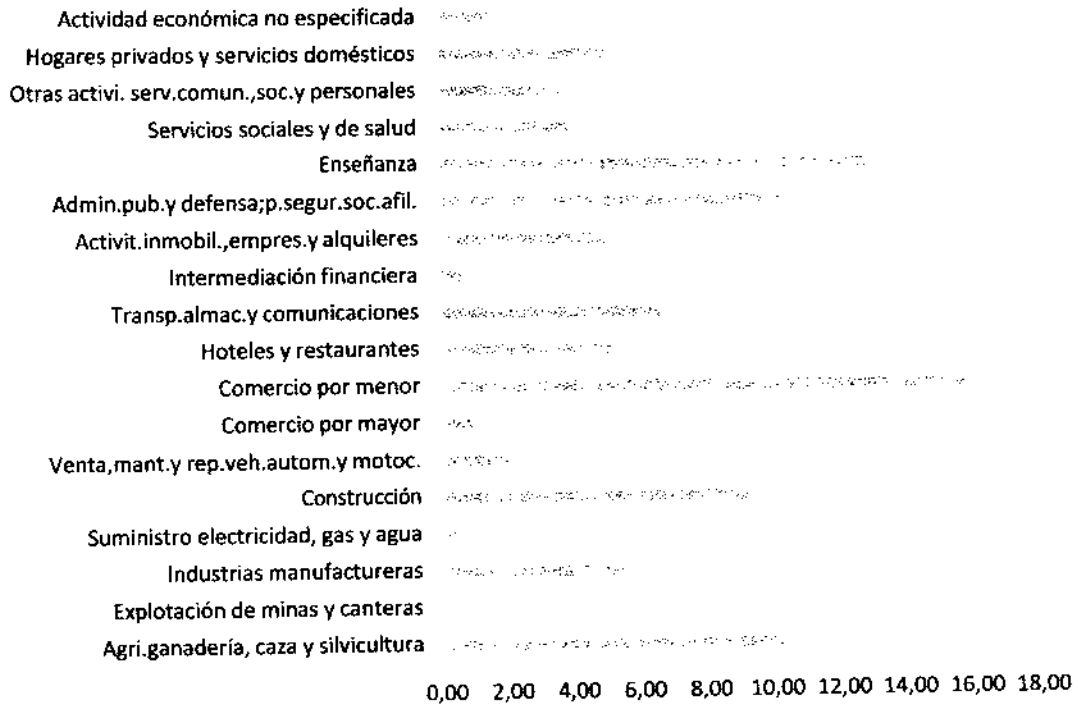 Actividad económica no especificada
Hogares privados y servicios domésticos
Otras activi. serv.comun.,soc.y personales
Servicios sociales y de salud
Enseñanza
Admin.pub.y defensa;p.segur.soc.afil.
Activit.inmobil.,empres.y alquileres
Intermediación financiera
Transp.almac.y comunicaciones
Hoteles y restaurantes
Comercio por menor
Comercio por mayor
Venta,mant.y rep.veh.autom.y motoc.
Construcción
Suministro electricidad, gas y agua
Industrias manufactureras
Explotación de minas y canteras
Agri.ganadería, caza y silvicultura
0,00 2,00 4,00 6,00 8,00 10,00 12,00 14,00 16,00 18,00